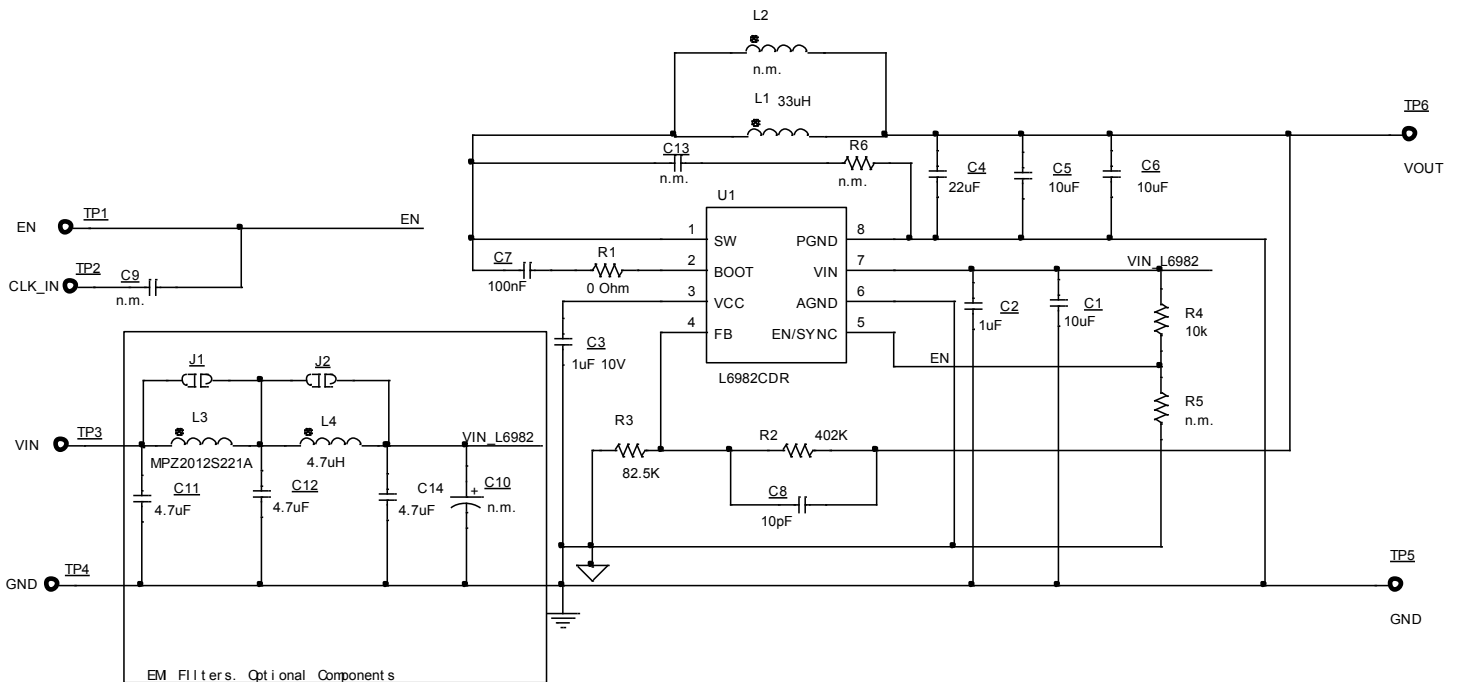 L2
n.m.
L1 33uH
TP6
VOUT
C13
n.m.
R6
n.m.
C4
22uF
C5
10uF
C6
10uF
U1
EN
TP1
EN
CLK_IN
TP2
C9
n.m.
1 SW PGND 8
2 BOOT VIN 7
3 VCC AGND 6
4 FB EN/SYNC 5
L6982CDR
C7
100nF
R1
0 Ohm
VIN_L6982
C2
1uF
C1
10uF
R4
10k
C3
1uF 10V
EN
R5
n.m.
J1
J2
L3
L4
VIN
TP3
MPZ2012S221A
4.7uH
VIN_L6982
C11
4.7uF
C12
4.7uF
C14
4.7uF
+
C10
n.m.
R3
82.5K
R2 402K
C8
10pF
GND
TP4
TP5
GND
EMI FIlters. Optional Components